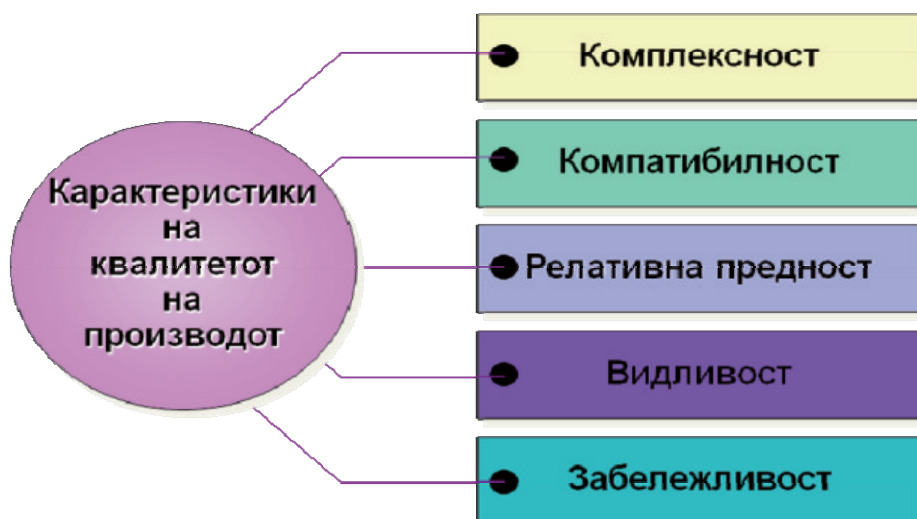 Карактеристики
на
квалитетот
на
производот
Комплексност
Компатибилност
Релативна предност
Видливост
Забележливост